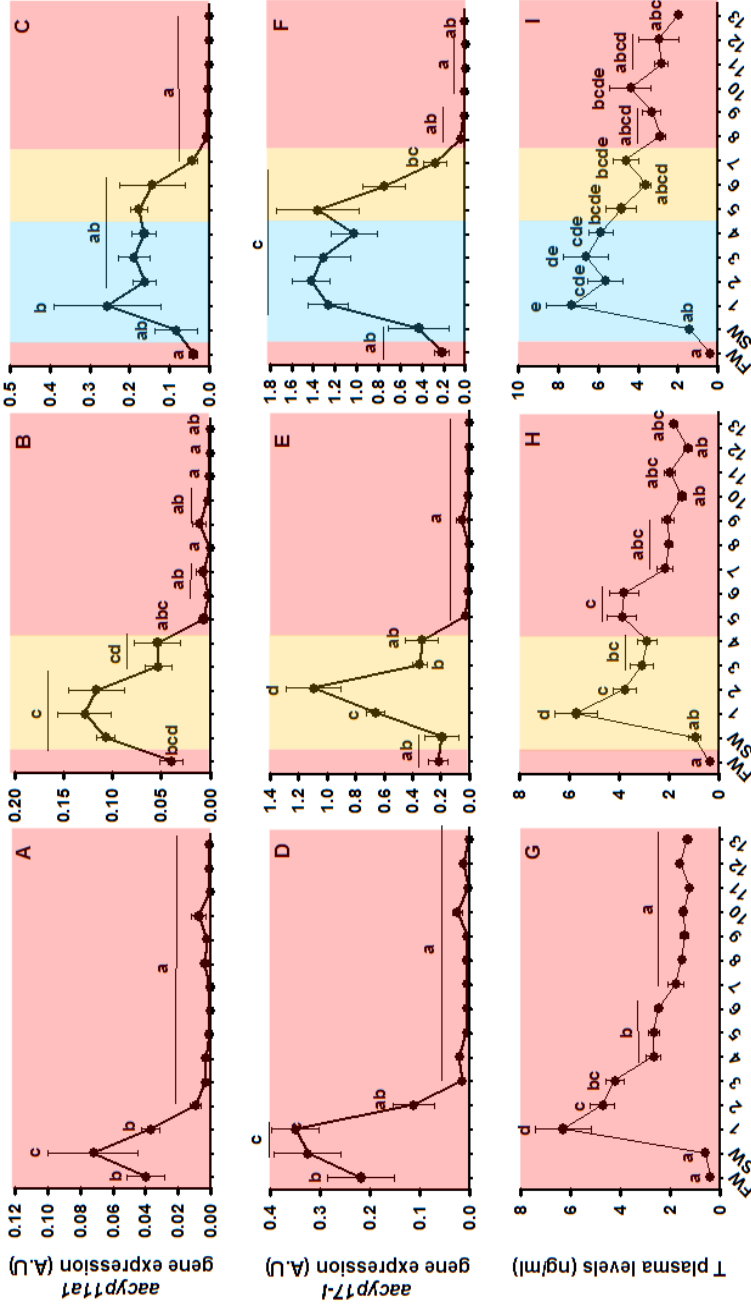 aacyp11a1
gene expression (A.U)
0.12
0.10
0.08
0.06
0.04
0.02
0.00
A
b c b a
0.20
0.15
0.10
0.05
0.00
B
bcd c cd abc ab a ab a a ab
0.5
0.4
0.3
0.2
0.1
0.0
C
a ab b ab a
aacyp17-I
gene expression (A.U)
0.4
0.3
0.2
0.1
0.0
D
b c ab a
1.4
1.2
1.0
0.8
0.6
0.4
0.2
0.0
E
ab c d b ab a
1.8
1.6
1.4
1.2
1.0
0.8
0.6
0.4
0.2
0.0
F
ab c bc ab a ab
T plasma levels (ng/ml)
8
6
4
2
0
G
a a d c bc b a
FW SW 1 2 3 4 5 6 7 8 9 10 11 12 13
8
6
4
2
0
H
a ab d c bc c abc ab abc ab abc
FW SW 1 2 3 4 5 6 7 8 9 10 11 12 13
10
8
6
4
2
0
I
a ab e cde de cde bcde abcd bcde abcd bcde abcd abc
FW SW 1 2 3 4 5 6 7 8 9 10 11 12 13